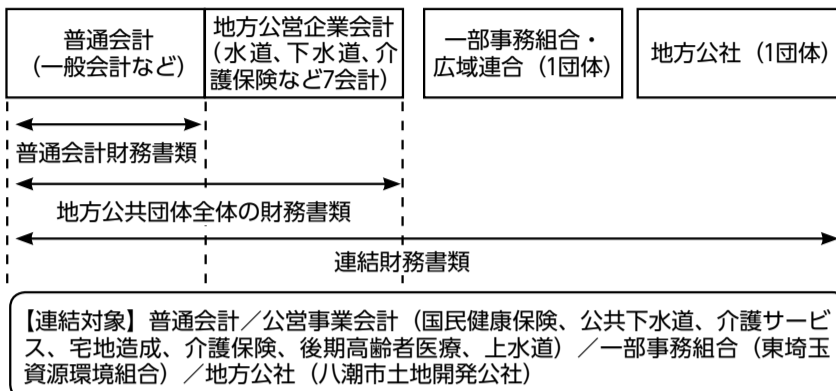 普通会計
(一般会計など)
地方公営企業会計
(水道、下水道、介
護保険など7会計)
一部事務組合・
広域連合(1団体)
地方公社(1団体)
普通会計財務書類
地方公共団体全体の財務書類
連結財務書類
【連結対象】普通会計/公営事業会計(国民健康保険、公共下水道、介護サービ
ス、宅地造成、介護保険、後期高齢者医療、上水道)/一部事務組合(東埼玉
資源環境組合)/地方公社(八潮市土地開発公社)